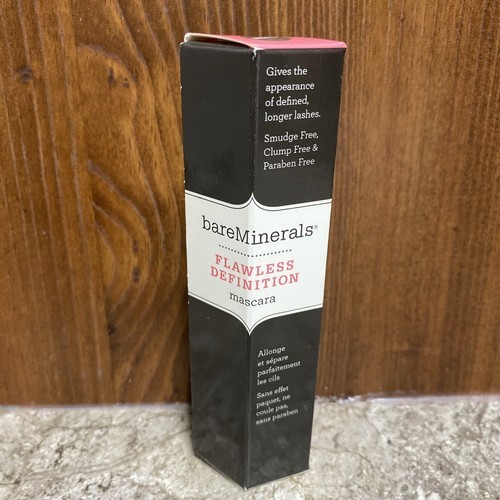 Gives the
appearance
of defined,
longer lashes.
Smudge Free,
Clump Free &
Paraben Free
bareMinerals®
FLAWLESS
DEFINITION
mascara
Allonge
et sépare
parfaitement
les cils
Sans effet
paquet, ne
coule pas,
sans paraben